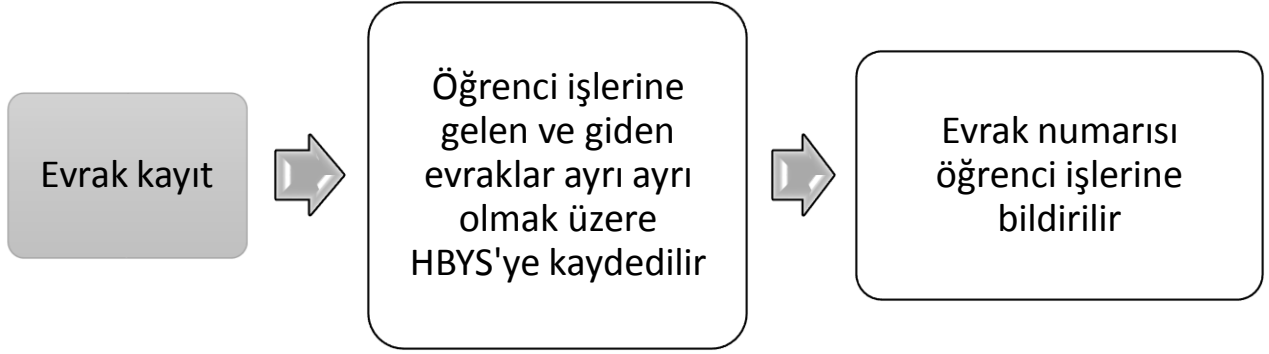 Evrak kayıt
Öğrenci işlerine
gelen ve giden
evraklar ayrı ayrı
olmak üzere
HBYS'ye kaydedilir
Evrak numarısı
öğrenci işlerine
bildirilir